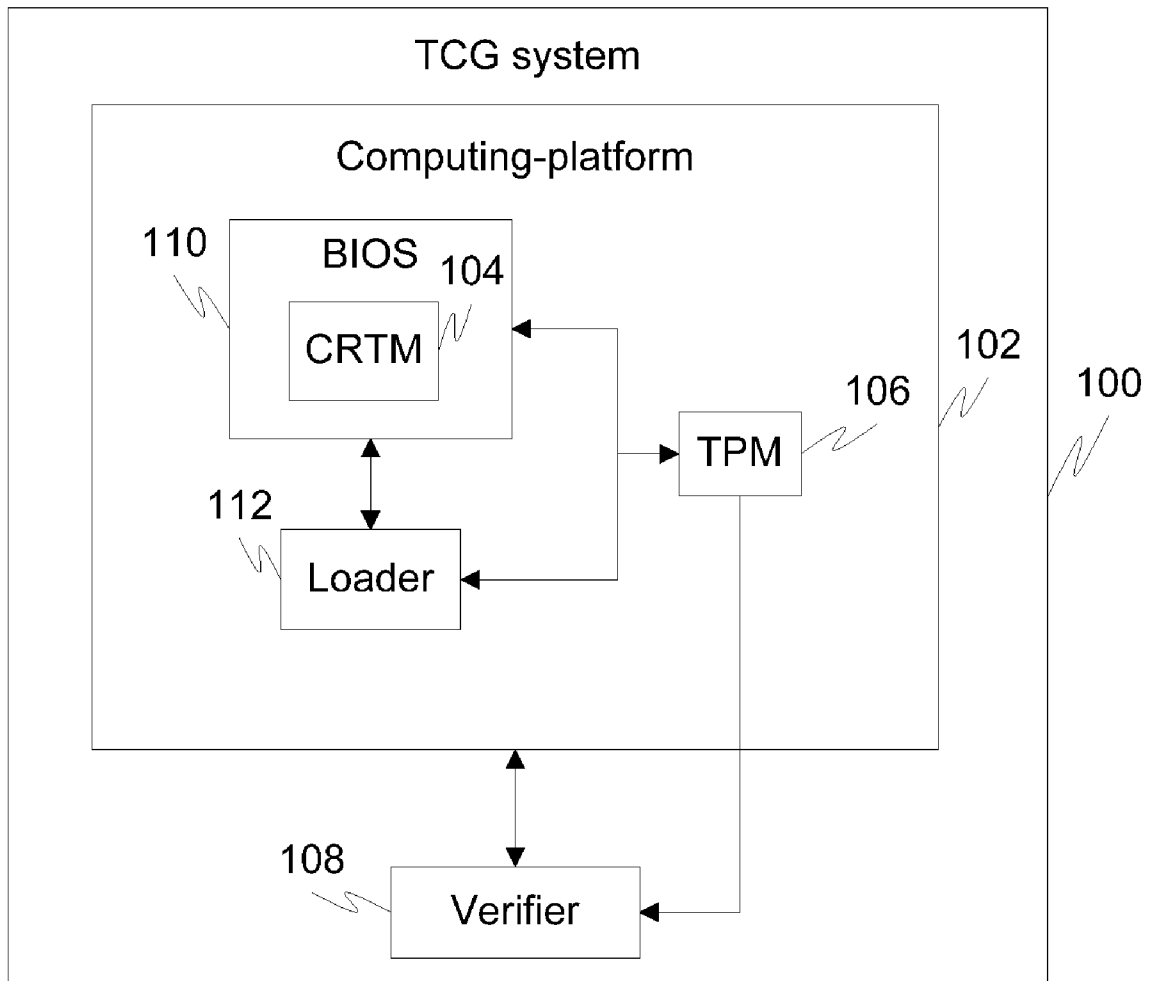 TCG system
Computing-platform
110
BIOS
104
CRTM
102
100
106
TPM
112
Loader
108
Verifier